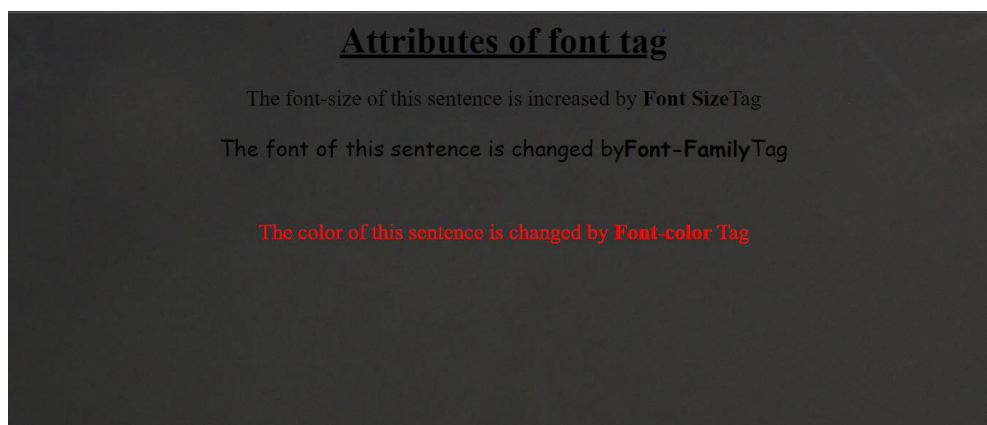 Attributes of font tag
The font-size of this sentence is increased by Font SizeTag
The font of this sentence is changed byFont-FamilyTag
The color of this sentence is changed by Font-color Tag